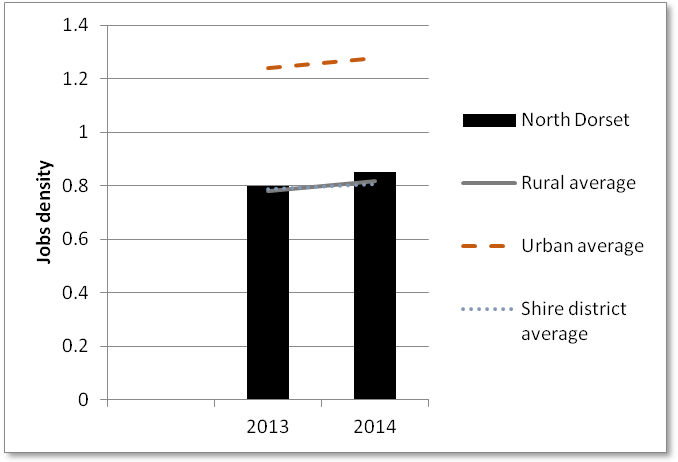 1.4
1.2
1
0.8
0.6
0.4
0.2
0
Jobs density
2013
2014
North Dorset
Rural average
Urban average
Shire district
average